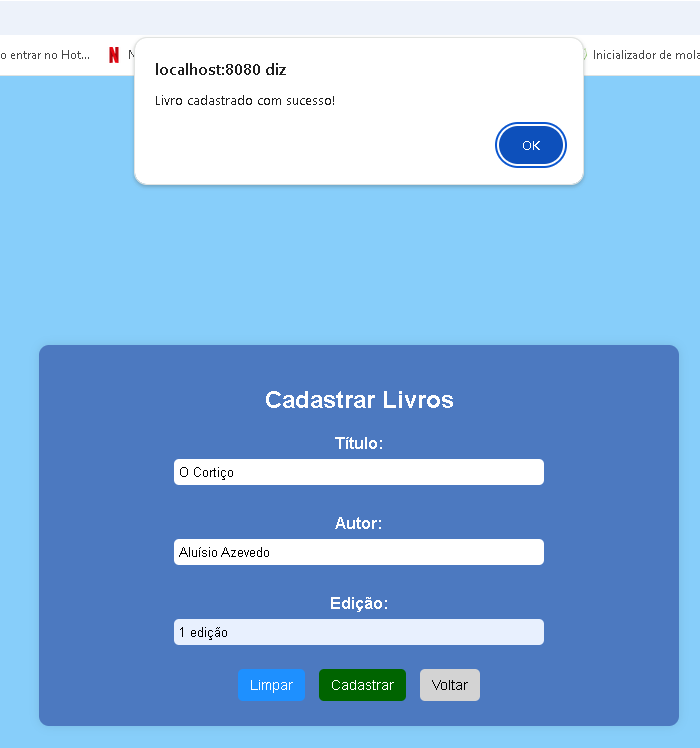 o entrar no Hot...
N
Inicializador de mola
localhost:8080 diz
Livro cadastrado com sucesso!
OK
Cadastrar Livros
Título:
O Cortiço
Autor:
Aluísio Azevedo
Edição:
1 edição
Limpar
Cadastrar
Voltar